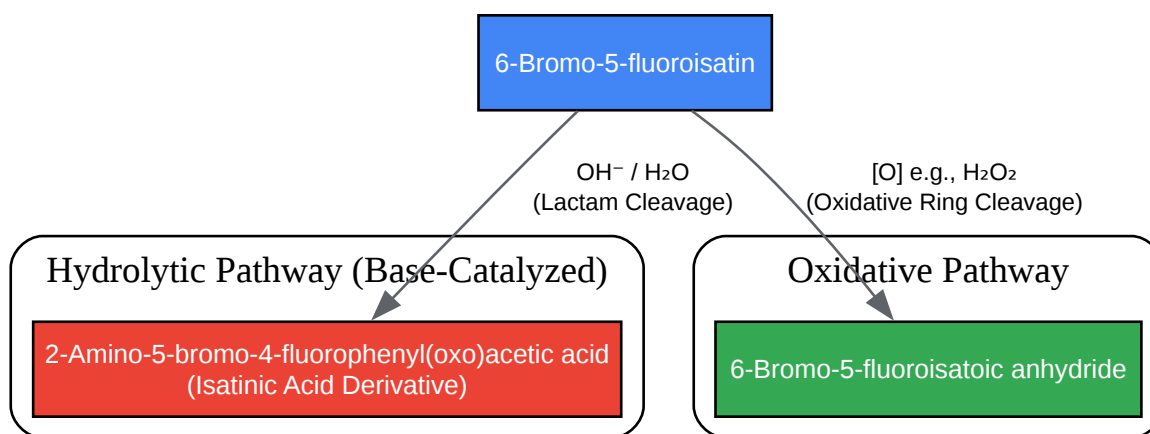 6-Bromo-5-fluoroisatin
OH⁻ / H₂O
(Lactam Cleavage)
[O] e.g., H₂O₂
(Oxidative Ring Cleavage)
Hydrolytic Pathway (Base-Catalyzed)
2-Amino-5-bromo-4-fluorophenyl(oxo)acetic acid
(Isatinic Acid Derivative)
Oxidative Pathway
6-Bromo-5-fluoroisatoic anhydride